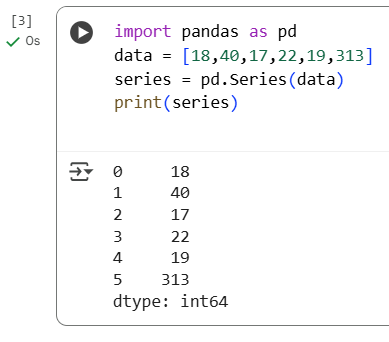 [3]
0s
import pandas as pd
data = [18,40,17,22,19,313]
series = pd.Series(data)
print(series)
0 18
1 40
2 17
3 22
4 19
5 313
dtype: int64